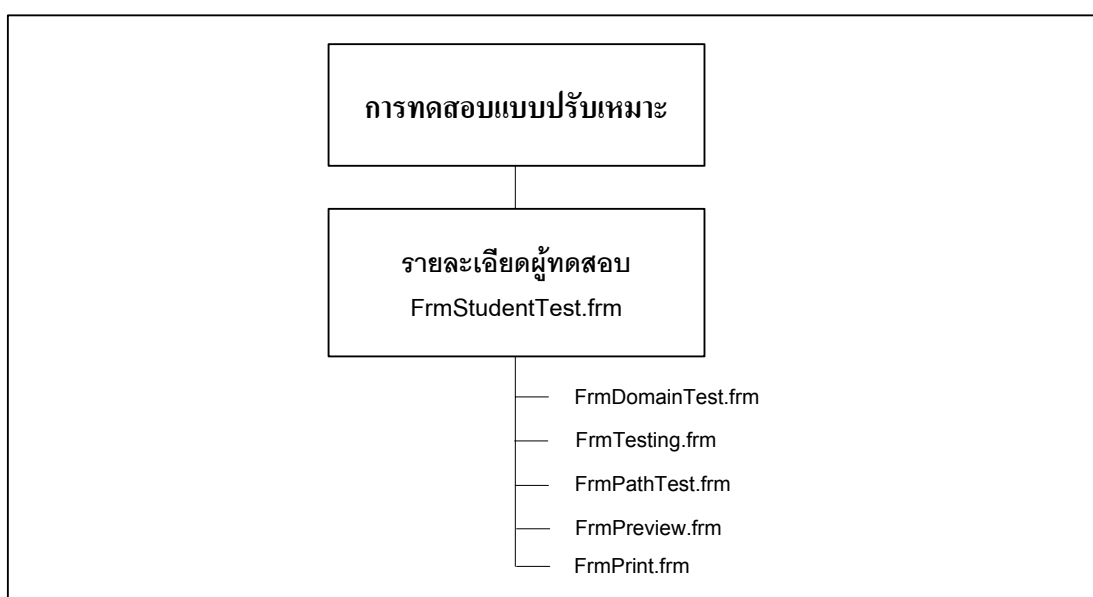 การทดสอบแบบปรับเหมาะ
รายละเอียดผู้ทดสอบ
FrmStudentTest.frm
FrmDomainTest.frm
FrmTesting.frm
FrmPathTest.frm
FrmPreview.frm
FrmPrint.frm